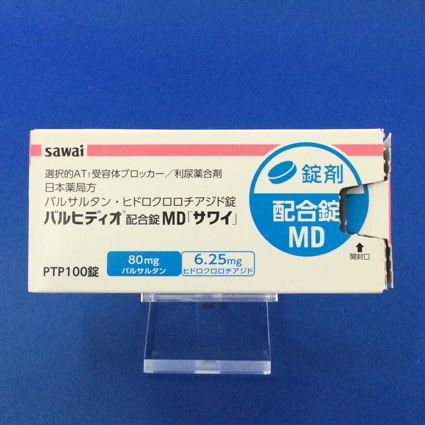 sawai
選択的AT₁受容体ブロッカー／利尿薬合剤
日本薬局方
バルサルタン・ヒドロクロロチアジド錠
バルヒディオ®配合錠MD「サワイ」
80mg
バルサルタン
6.25mg
ヒドロクロロチアジド
PTP100錠
錠剤
配合錠
MD
開封口